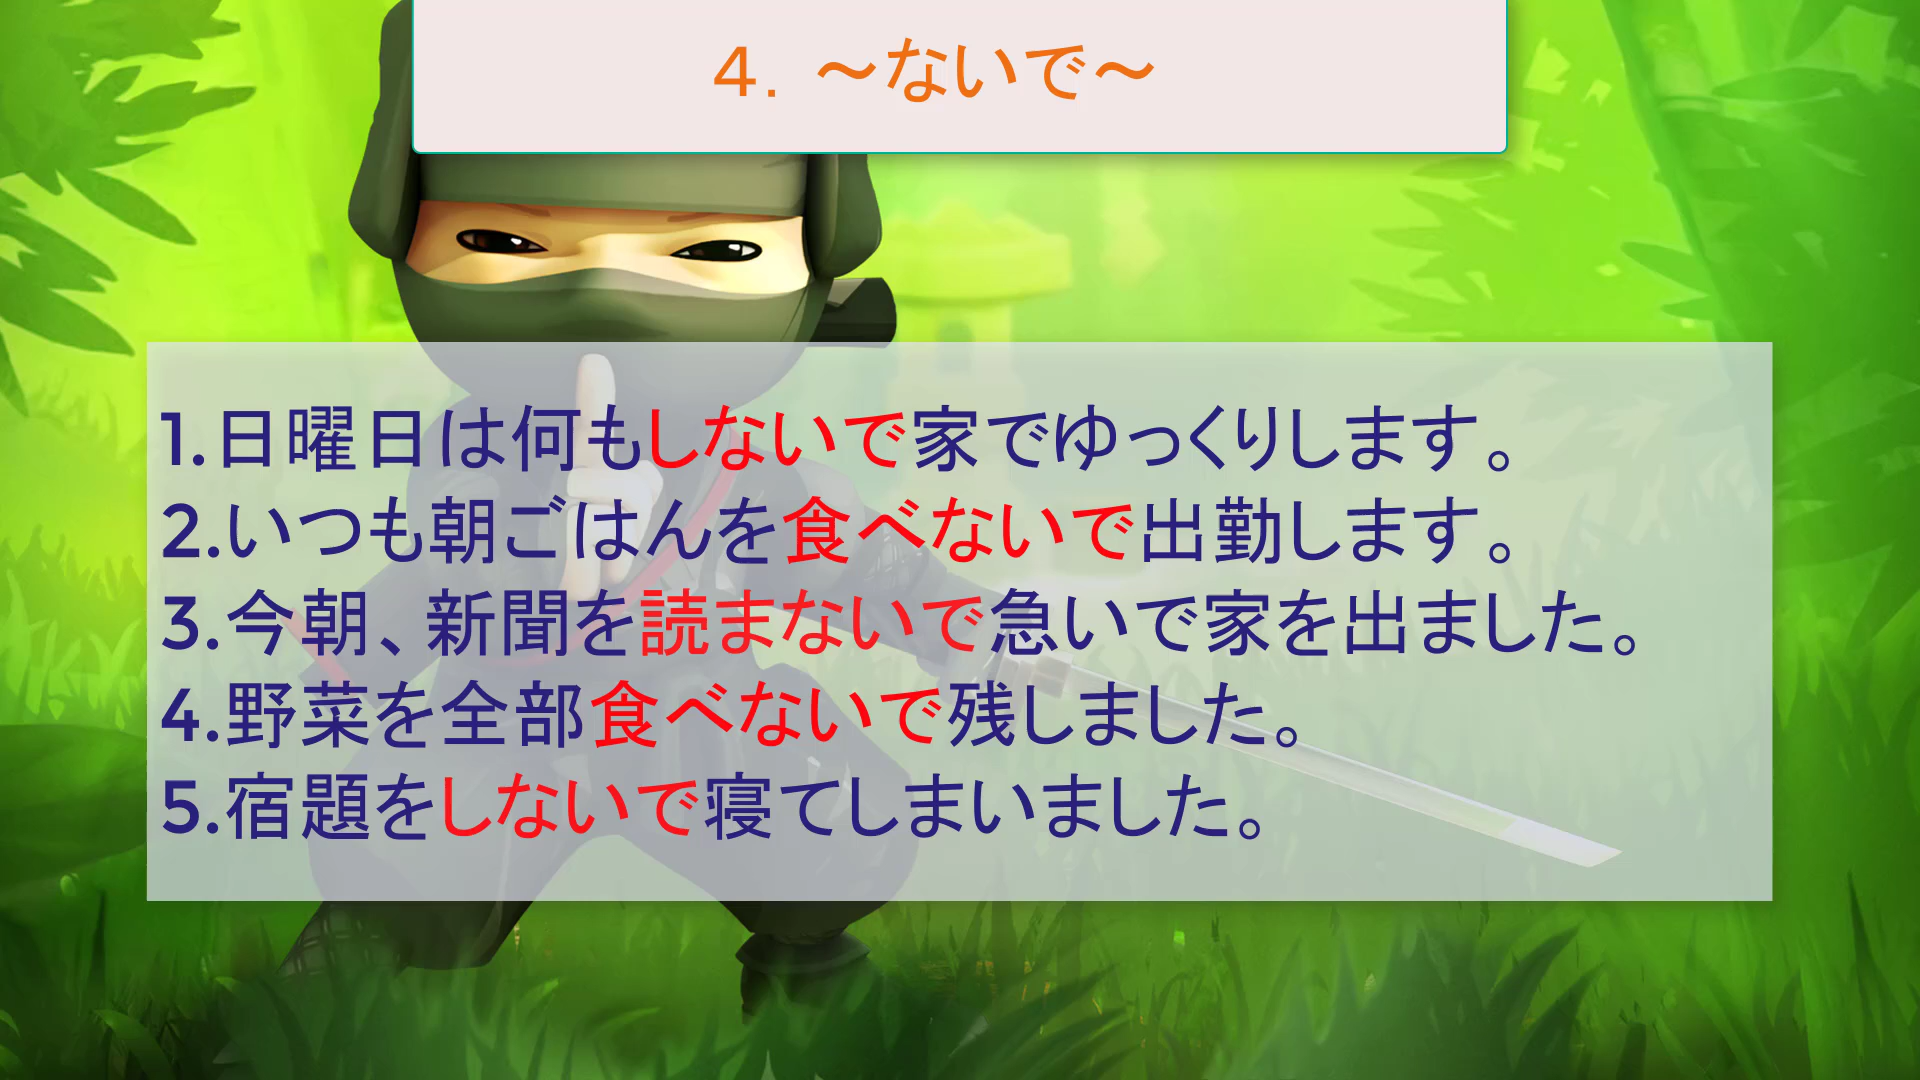 ４．～ないで～
1.日曜日は何もしないで家でゆっくりします。
2.いつも朝ごはんを食べないで出勤します。
3.今朝、新聞を読まないで急いで家を出ました。
4.野菜を全部食べないで残しました。
5.宿題をしないで寝てしまいました。